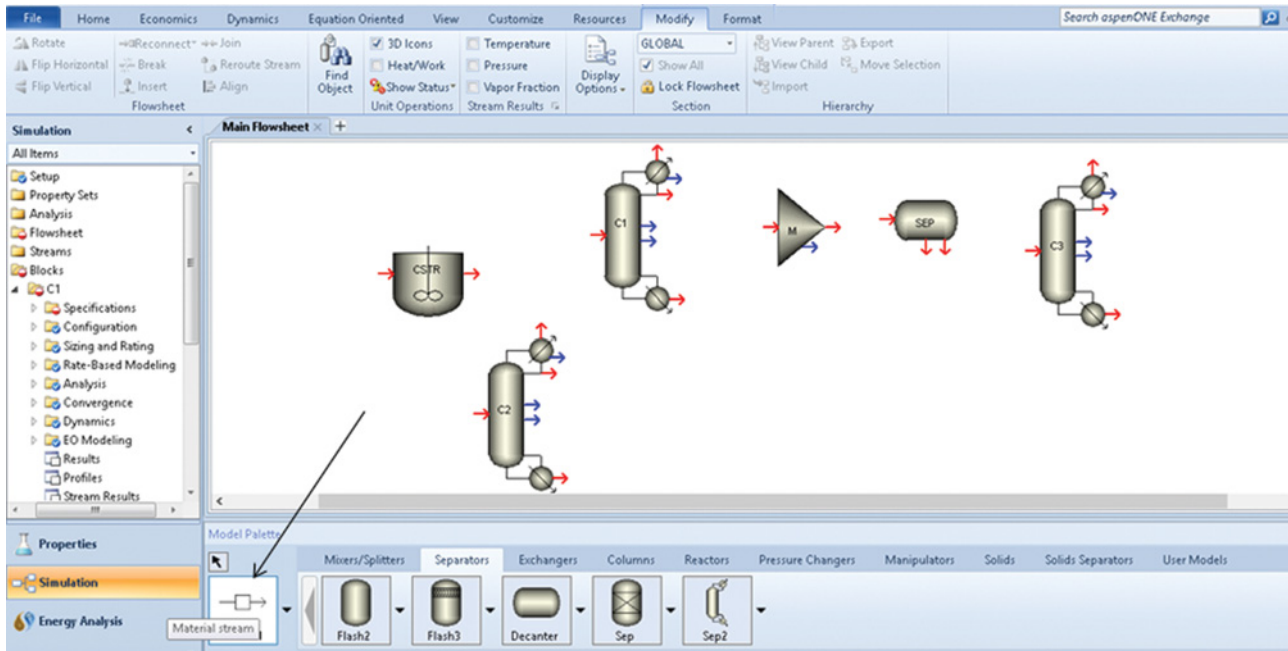 File Home Economics Dynamics Equation Oriented View Customize Resources Modify Format Search aspenONE Exchange
Rotate Reconnect Join
Flip Horizontal Break Reroute Stream
Flip Vertical Insert Align
Flowsheet
Find Object
3D Icons
Heat/Work
Show Status
Unit Operations
Temperature
Pressure
Vapor Fraction
Stream Results
Display Options
GLOBAL
Show All
Lock Flowsheet
Section
View Parent Export
View Child Move Selection
Import
Hierarchy
Simulation
All Items
Setup
Property Sets
Analysis
Flowsheet
Streams
Blocks
C1
Specifications
Configuration
Sizing and Rating
Rate-Based Modeling
Analysis
Convergence
Dynamics
EO Modeling
Results
Profiles
Stream Results
Properties
Simulation
Energy Analysis
Main Flowsheet
CSTR
C1
C2
M
SEP
C3
Model Palette
Mixers/Splitters Separators Exchangers Columns Reactors Pressure Changers Manipulators Solids Solids Separators User Models
Material stream
Flash2 Flash3 Decanter Sep Sep2